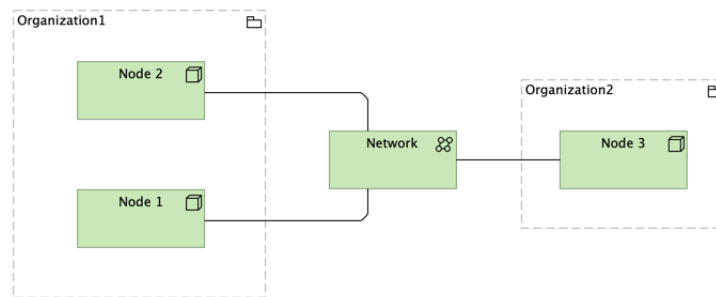 Organization1
Node 2
Organization2
Network
Node 3
Node 1